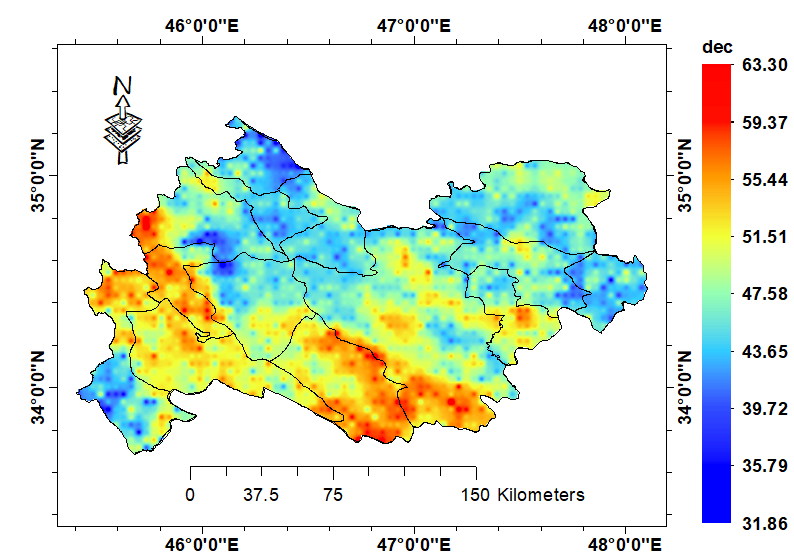 46°0'0"E 47°0'0"E 48°0'0"E
dec
N
63.30
59.37
55.44
51.51
47.58
43.65
39.72
35.79
31.86
35°0'0"N 35°0'0"N
34°0'0"N 34°0'0"N
0 37.5 75 150 Kilometers
46°0'0"E 47°0'0"E 48°0'0"E